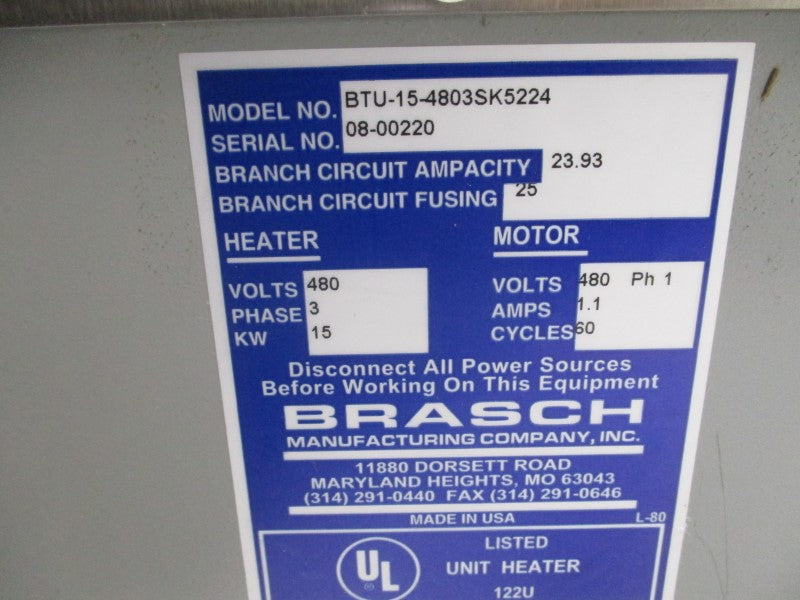 MODEL NO. BTU-15-4803SK5224
SERIAL NO. 08-00220
BRANCH CIRCUIT AMPACITY 23.93
BRANCH CIRCUIT FUSING 25
HEATER MOTOR
VOLTS 480 VOLTS 480 Ph 1
PHASE 3 AMPS 1.1
KW 15 CYCLES 60
Disconnect All Power Sources
Before Working On This Equipment
BRASCH
MANUFACTURING COMPANY, INC.
11880 DORSETT ROAD
MARYLAND HEIGHTS, MO 63043
(314) 291-0440 FAX (314) 291-0646
MADE IN USA L-80
UL LISTED
UNIT HEATER
122U